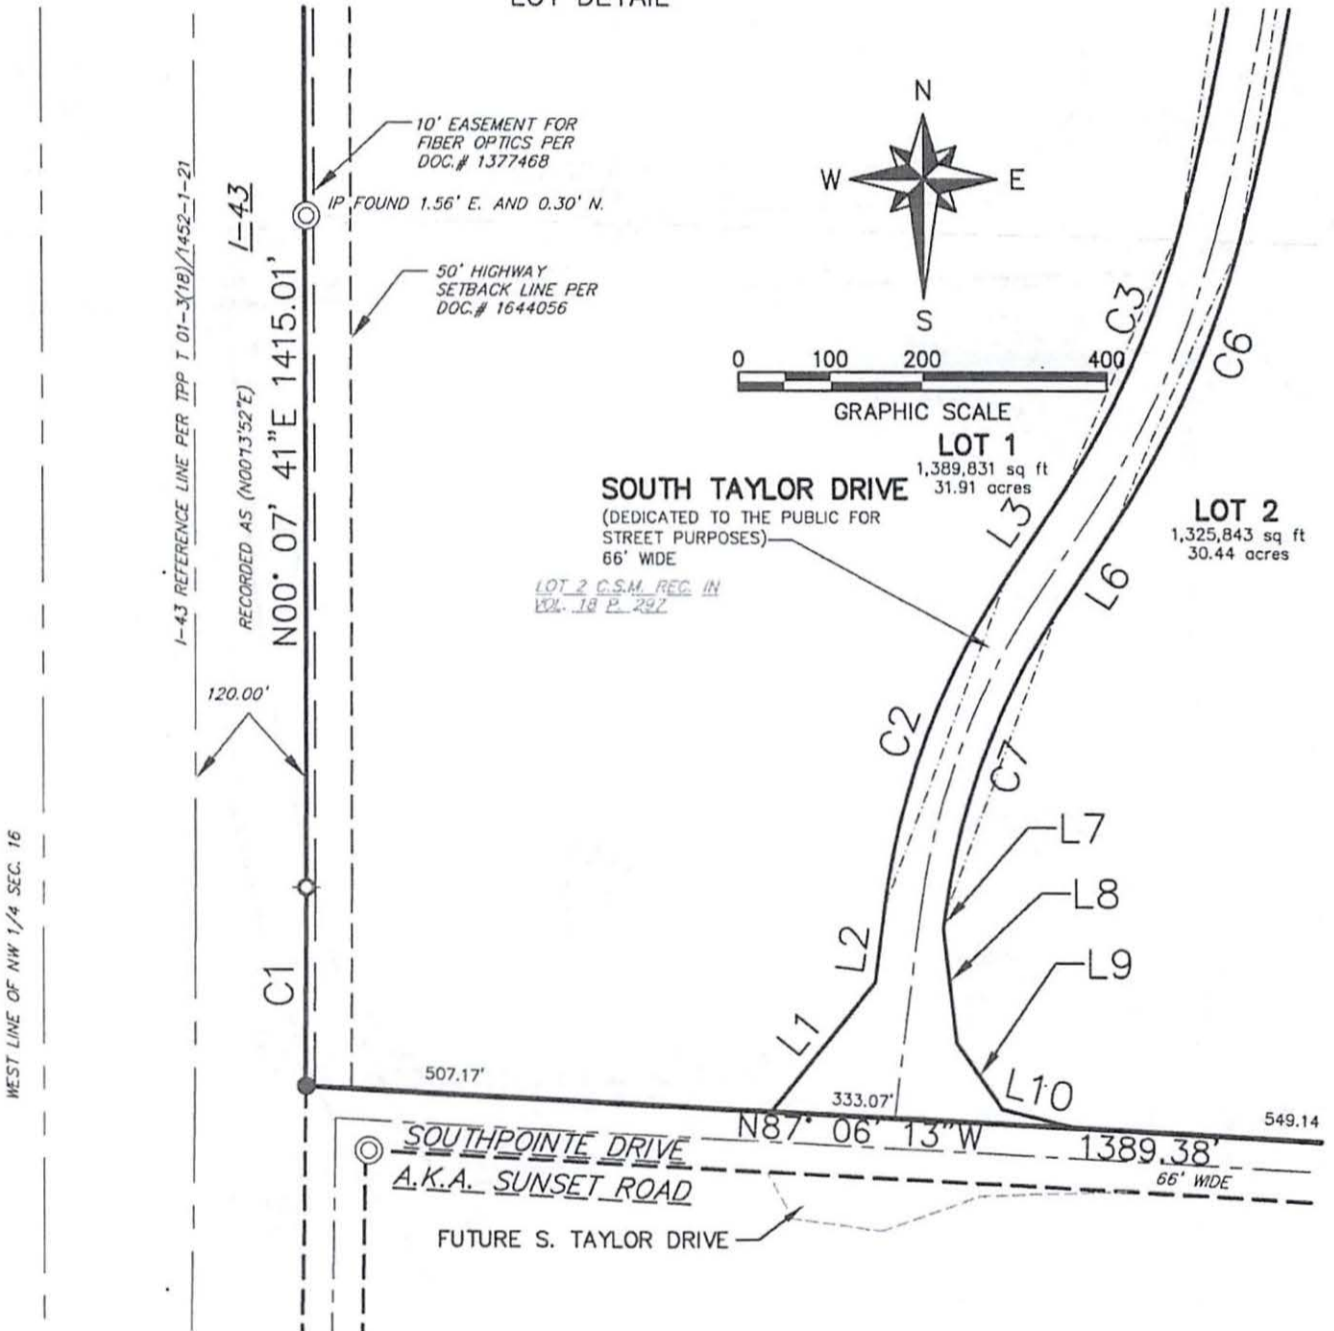 LOT DETAIL
10' EASEMENT FOR
FIBER OPTICS PER
DOC.# 1377468
IP FOUND 1.56' E. AND 0.30' N.
50' HIGHWAY
SETBACK LINE PER
DOC.# 1644056
I-43
I-43 REFERENCE LINE PER TPP T 01-3(18)/1452-1-21
RECORDED AS (N00°13'52"E)
N00° 07' 41"E 1415.01'
120.00'
WEST LINE OF NW 1/4 SEC. 16
C1
N
W
E
S
0 100 200 400
GRAPHIC SCALE
LOT 1
1,389,831 sq ft
31.91 acres
SOUTH TAYLOR DRIVE
(DEDICATED TO THE PUBLIC FOR
STREET PURPOSES)
66' WIDE
LOT 2 C.S.M. REC. IN
VOL. 18 P. 297
LOT 2
1,325,843 sq ft
30.44 acres
C3
C6
L3
L6
C2
C7
L7
L8
L9
L2
L1
L10
507.17'
333.07'
549.14
N87° 06' 13"W 1389.38'
66' WIDE
SOUTHPOINTE DRIVE
A.K.A. SUNSET ROAD
FUTURE S. TAYLOR DRIVE